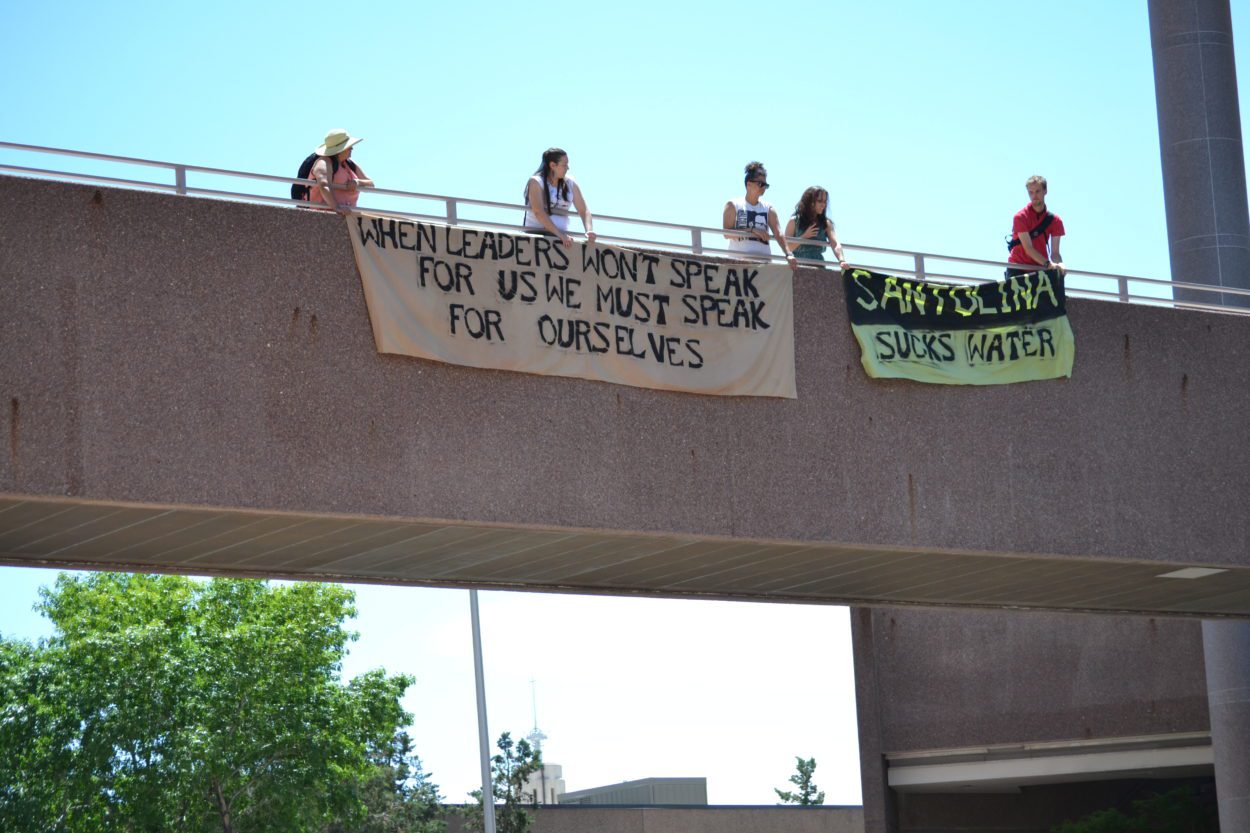 WHEN LEADERS WON'T SPEAK
FOR US WE MUST SPEAK
FOR OURSELVES
SANTOLINA
SUCKS WATER